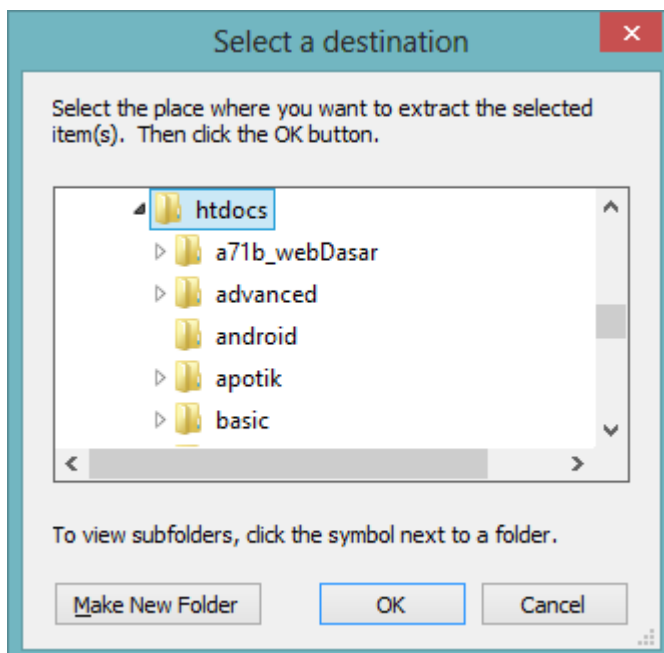 Select a destination
Select the place where you want to extract the selected
item(s). Then click the OK button.
htdocs
a71b_webDasar
advanced
android
apotik
basic
To view subfolders, click the symbol next to a folder.
Make New Folder
OK
Cancel